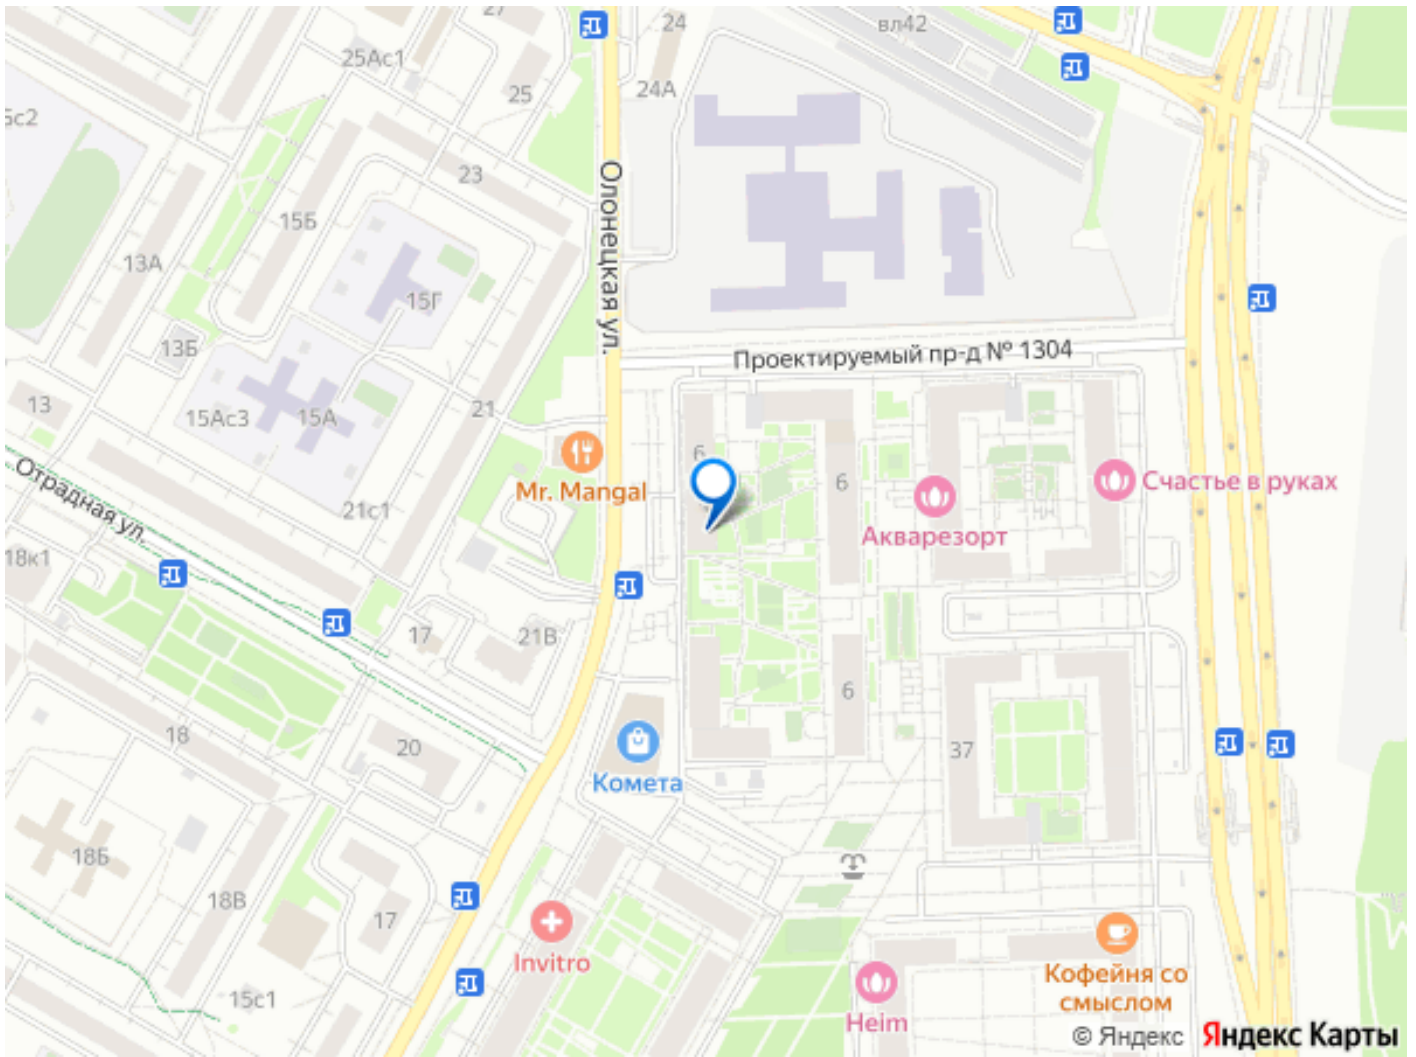 27
24
вл42
25Ас1
25
24А
5с2
23
Олонецкая ул.
15Б
13А
15Г
13Б
Проектируемый пр-д № 1304
13
15Ас3
15А
21
6
Mr. Mangal
6
Счастье в руках
Отрадная ул.
21с1
Акварезорт
18к1
17
21В
6
18
20
37
Комета
18Б
18В
17
Invitro
15с1
Heim
Кофейня со
смыслом
© Яндекс
Яндекс Карты